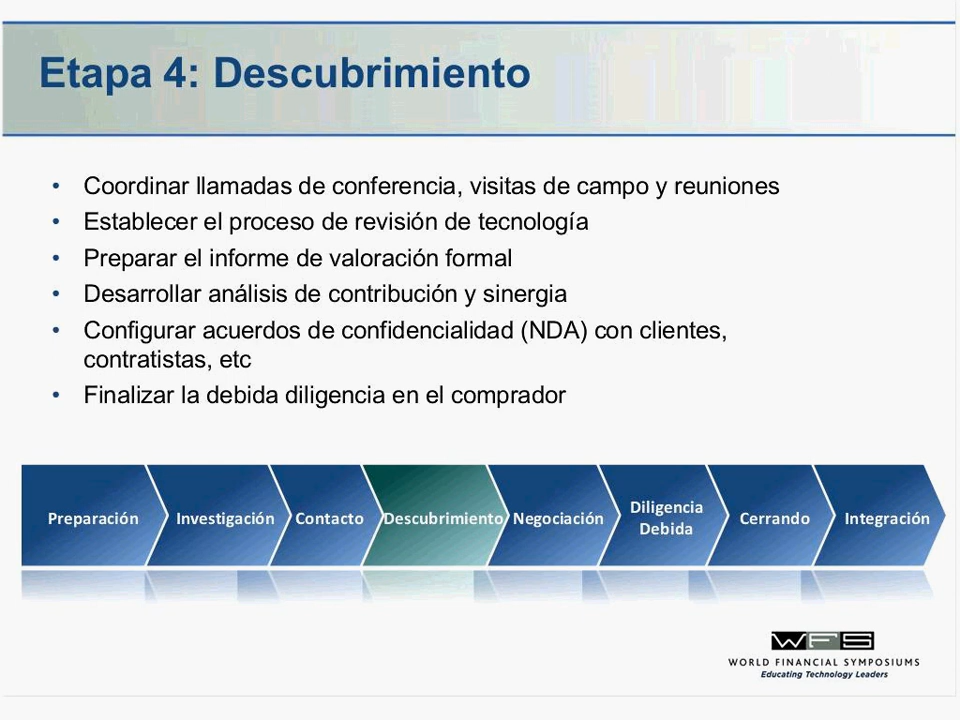 Etapa 4: Descubrimiento
• Coordinar llamadas de conferencia, visitas de campo y reuniones
• Establecer el proceso de revisión de tecnología
• Preparar el informe de valoración formal
• Desarrollar análisis de contribución y sinergia
• Configurar acuerdos de confidencialidad (NDA) con clientes,
contratistas, etc
• Finalizar la debida diligencia en el comprador
Preparación
Investigación
Contacto
Descubrimiento
Negociación
Diligencia
Debida
Cerrando
Integración
WFS
WORLD FINANCIAL SYMPOSIUMS
Educating Technology Leaders